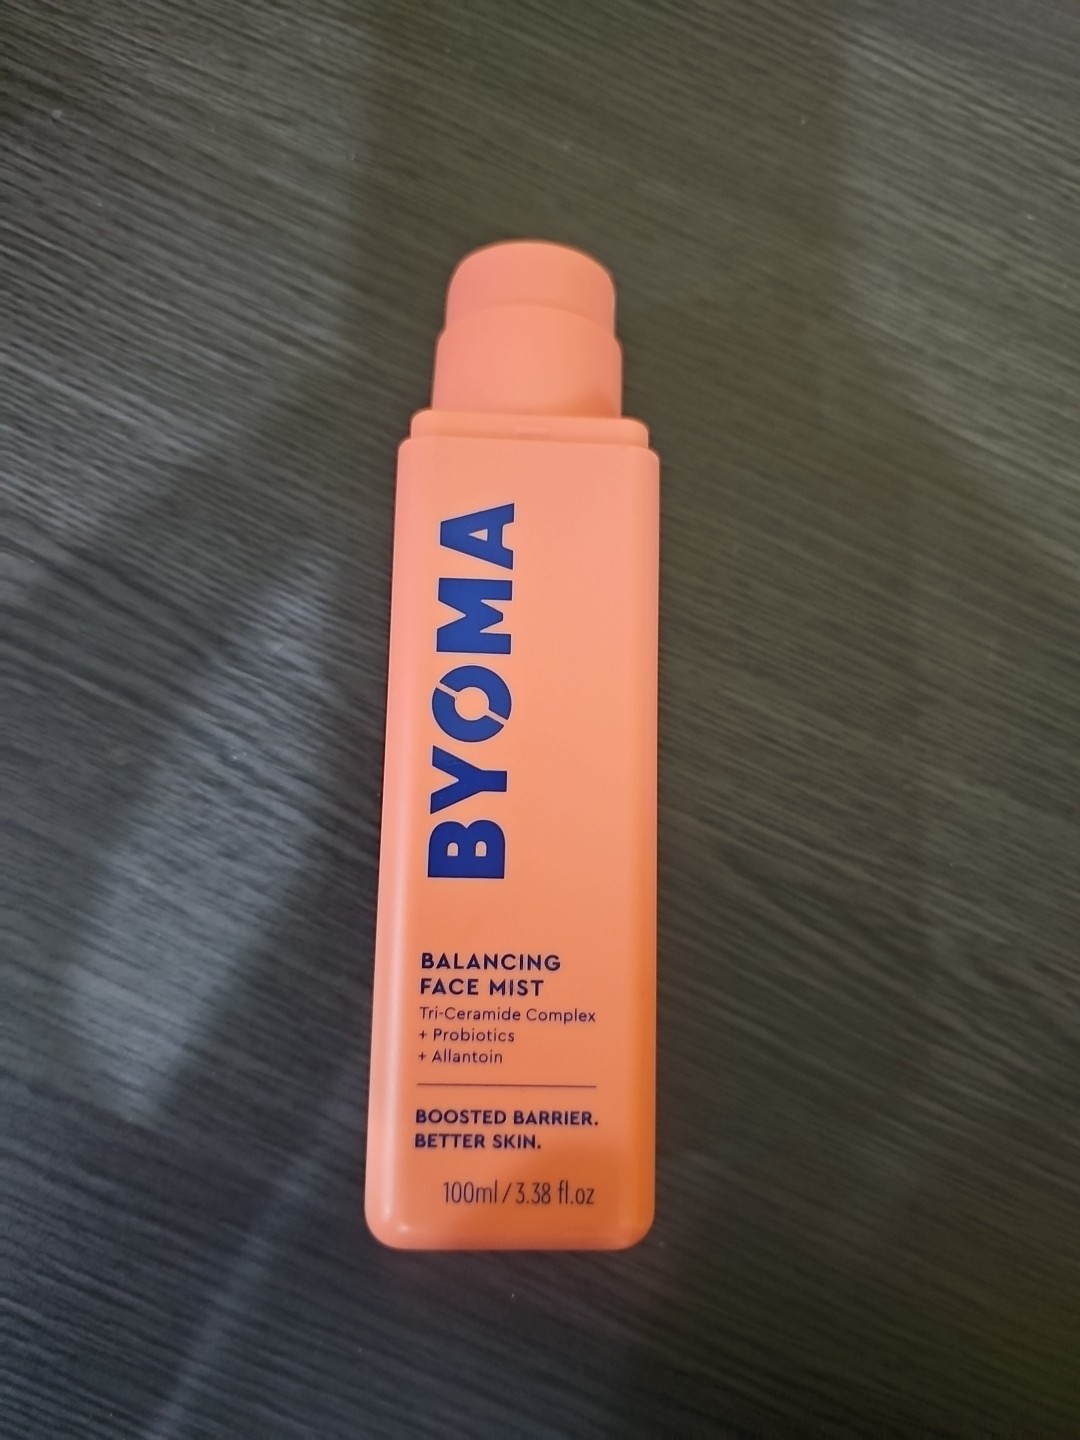 BYOMA
BALANCING
FACE MIST
Tri-Ceramide Complex
+ Probiotics
+ Allantoin
BOOSTED BARRIER.
BETTER SKIN.
100ml / 3.38 fl.oz